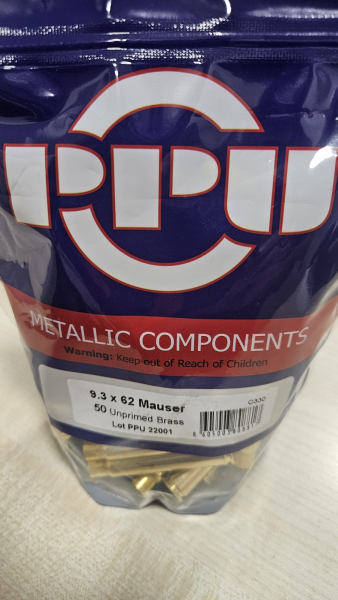 PPU
METALLIC COMPONENTS
Warning: Keep out of Reach of Children
9.3 x 62 Mauser
C330
50 Unprimed Brass
Lot PPU 22001